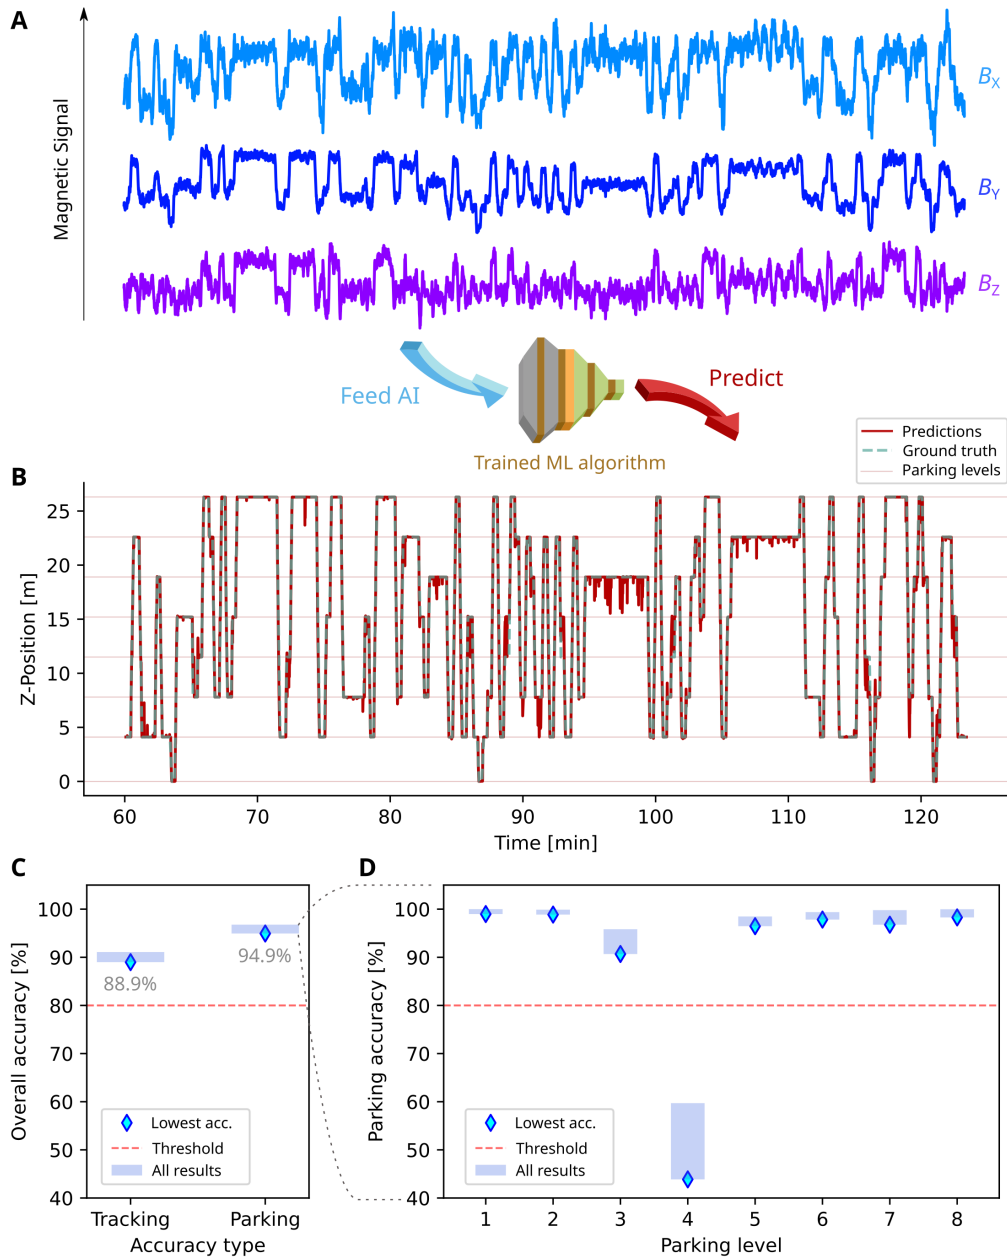 A
Magnetic Signal
BX
BY
BZ
Feed AI
Predict
Trained ML algorithm
Predictions
Ground truth
Parking levels
B
Z-Position [m]
25
20
15
10
5
0
60 70 80 90 100 110 120
Time [min]
C
Overall accuracy [%]
100
90
80
70
60
50
40
94.9%
88.9%
Lowest acc.
Threshold
All results
Tracking Parking
Accuracy type
D
Parking accuracy [%]
100
90
80
70
60
50
40
Lowest acc.
Threshold
All results
1 2 3 4 5 6 7 8
Parking level